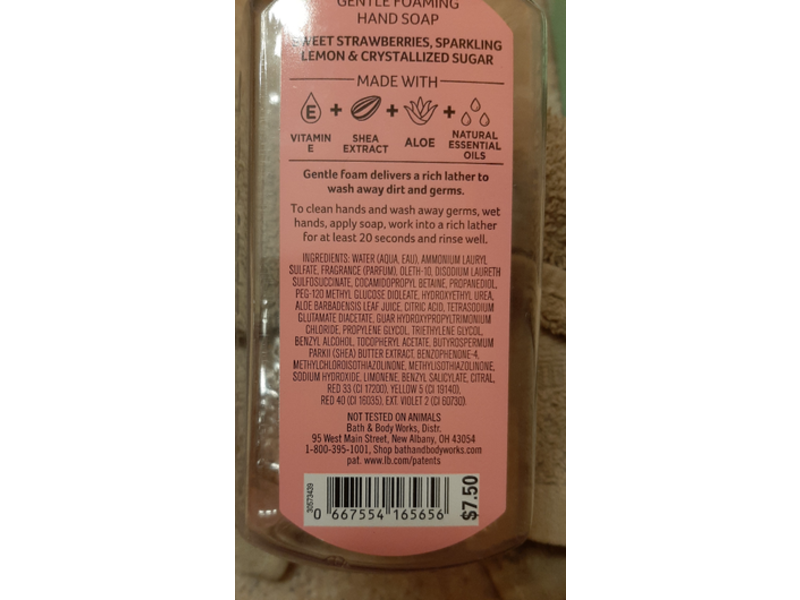 GENTLE FOAMING
HAND SOAP
SWEET STRAWBERRIES, SPARKLING
LEMON & CRYSTALLIZED SUGAR
MADE WITH
E + + +
VITAMIN E SHEA EXTRACT ALOE NATURAL ESSENTIAL OILS
Gentle foam delivers a rich lather to
wash away dirt and germs.
To clean hands and wash away germs, wet
hands, apply soap, work into a rich lather
for at least 20 seconds and rinse well.
INGREDIENTS: WATER (AQUA, EAU), AMMONIUM LAURYL
SULFATE, FRAGRANCE (PARFUM), OLETH-10, DISODIUM LAURETH
SULFOSUCCINATE, COCAMIDOPROPYL BETAINE, PROPANEDIOL,
PEG-120 METHYL GLUCOSE DIOLEATE, HYDROXYETHYL UREA,
ALOE BARBADENSIS LEAF JUICE, CITRIC ACID, TETRASODIUM
GLUTAMATE DIACETATE, GUAR HYDROXYPROPYLTRIMONIUM
CHLORIDE, PROPYLENE GLYCOL, TRIETHYLENE GLYCOL,
BENZYL ALCOHOL, TOCOPHERYL ACETATE, BUTYROSPERMUM
PARKII (SHEA) BUTTER EXTRACT, BENZOPHENONE-4,
METHYLCHLOROISOTHIAZOLINONE, METHYLISOTHIAZOLINONE,
SODIUM HYDROXIDE, LIMONENE, BENZYL SALICYLATE, CITRAL,
RED 33 (CI 17200), YELLOW 5 (CI 19140),
RED 40 (CI 16035), EXT. VIOLET 2 (CI 60730).
NOT TESTED ON ANIMALS
Bath & Body Works, Distr.
95 West Main Street, New Albany, OH 43054
1-800-395-1001, Shop bathandbodyworks.com
pat. www.lb.com/patents
30573439
0 667554 165656
$7.50